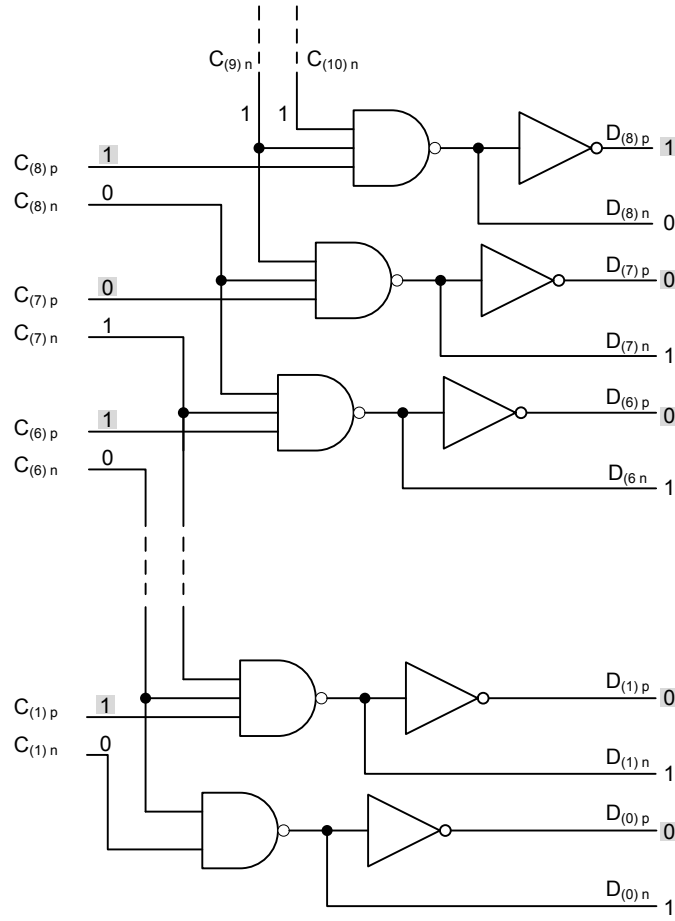 C(9) n C(10) n
1 1
D(8) p
C(8) p 1 1
C(8) n 0
D(8) n 0
D(7) p 0
C(7) p 0
C(7) n 1
D(7) n 1
D(6) p 0
C(6) p 1
C(6) n 0
D(6 n 1
D(1) p 0
C(1) p 1
C(1) n 0
D(1) n 1
D(0) p 0
D(0) n 1